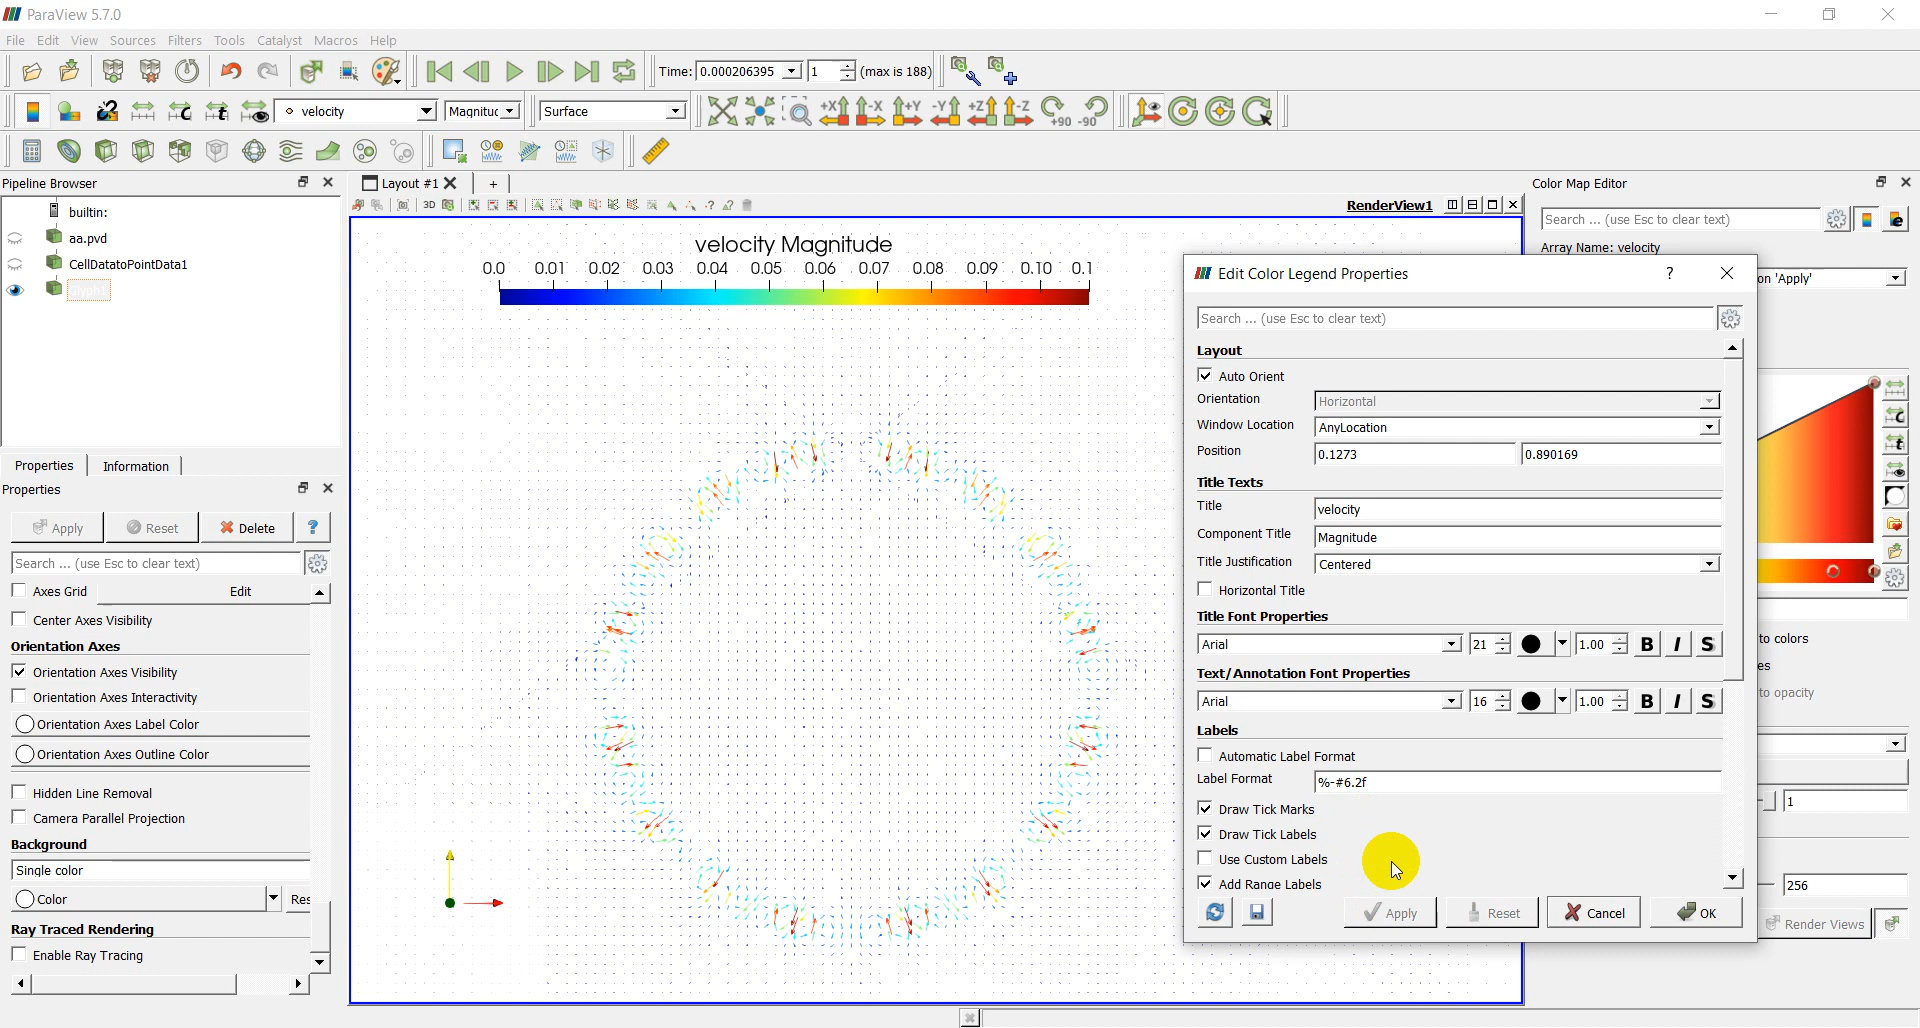 ParaView 5.7.0
File Edit View Sources Filters Tools Catalyst Macros Help
Time: 0.000206395 1 (max is 188)
velocity Magnituc Surface +X -X +Y -Y +Z -Z +90 -90
Pipeline Browser
builtin:
aa.pvd
CellDatatoPointData1
Glyph1
Properties Information
Properties
Apply Reset Delete ?
Search ... (use Esc to clear text)
Axes Grid Edit
Center Axes Visibility
Orientation Axes
Orientation Axes Visibility
Orientation Axes Interactivity
Orientation Axes Label Color
Orientation Axes Outline Color
Hidden Line Removal
Camera Parallel Projection
Background
Single color
Color Res
Ray Traced Rendering
Enable Ray Tracing
Layout #1 +
3D RenderView1
velocity Magnitude
0.0 0.01 0.02 0.03 0.04 0.05 0.06 0.07 0.08 0.09 0.10 0.1
Color Map Editor
Search ... (use Esc to clear text)
Array Name: velocity
on 'Apply'
to colors
es
to opacity
1
256
Render Views
Edit Color Legend Properties ?
Search ... (use Esc to clear text)
Layout
Auto Orient
Orientation Horizontal
Window Location AnyLocation
Position 0.1273 0.890169
Title Texts
Title velocity
Component Title Magnitude
Title Justification Centered
Horizontal Title
Title Font Properties
Arial 21 1.00 B I S
Text/Annotation Font Properties
Arial 16 1.00 B I S
Labels
Automatic Label Format
Label Format %-#6.2f
Draw Tick Marks
Draw Tick Labels
Use Custom Labels
Add Range Labels
Apply Reset Cancel OK